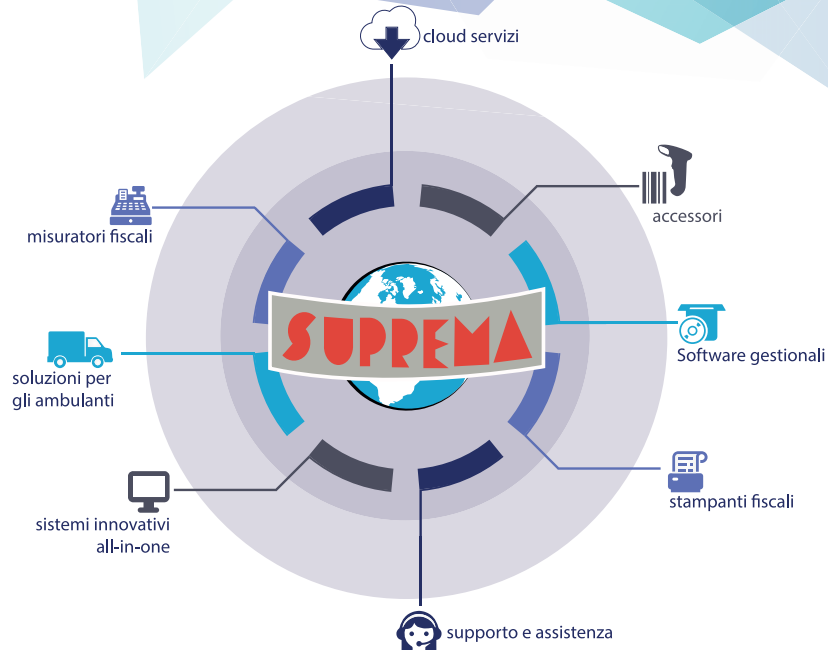 cloud servizi
accessori
misuratori fiscali
SUPREMA
Software gestionali
soluzioni per
gli ambulanti
stampanti fiscali
sistemi innovativi
all-in-one
supporto e assistenza